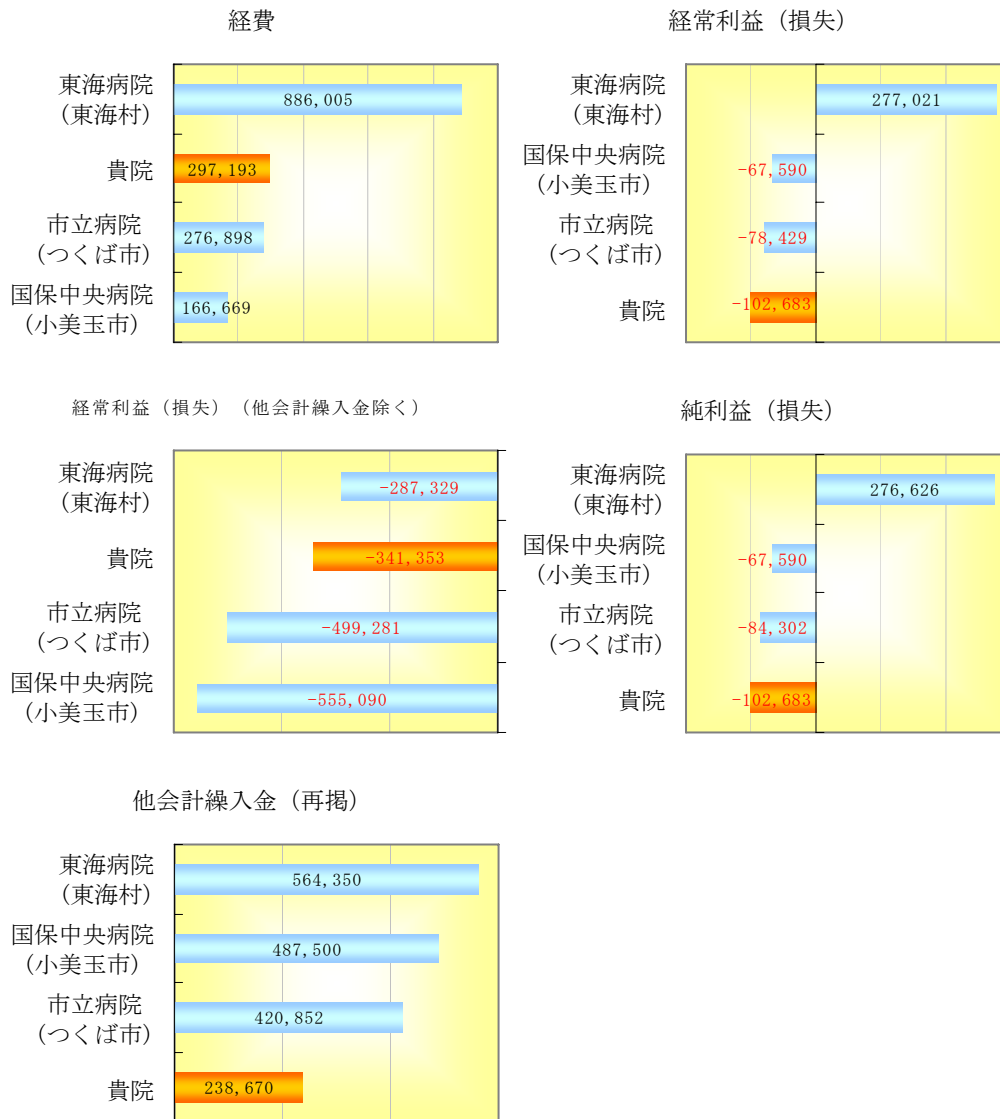 経費
東海病院
(東海村)
886,005
貴院
297,193
市立病院
(つくば市)
276,898
国保中央病院
(小美玉市)
166,669
経常利益(損失)
東海病院
(東海村)
277,021
国保中央病院
(小美玉市)
-67,590
市立病院
(つくば市)
-78,429
貴院
-102,683
経常利益(損失)(他会計繰入金除く)
東海病院
(東海村)
-287,329
貴院
-341,353
市立病院
(つくば市)
-499,281
国保中央病院
(小美玉市)
-555,090
純利益(損失)
東海病院
(東海村)
276,626
国保中央病院
(小美玉市)
-67,590
市立病院
(つくば市)
-84,302
貴院
-102,683
他会計繰入金(再掲)
東海病院
(東海村)
564,350
国保中央病院
(小美玉市)
487,500
市立病院
(つくば市)
420,852
貴院
238,670